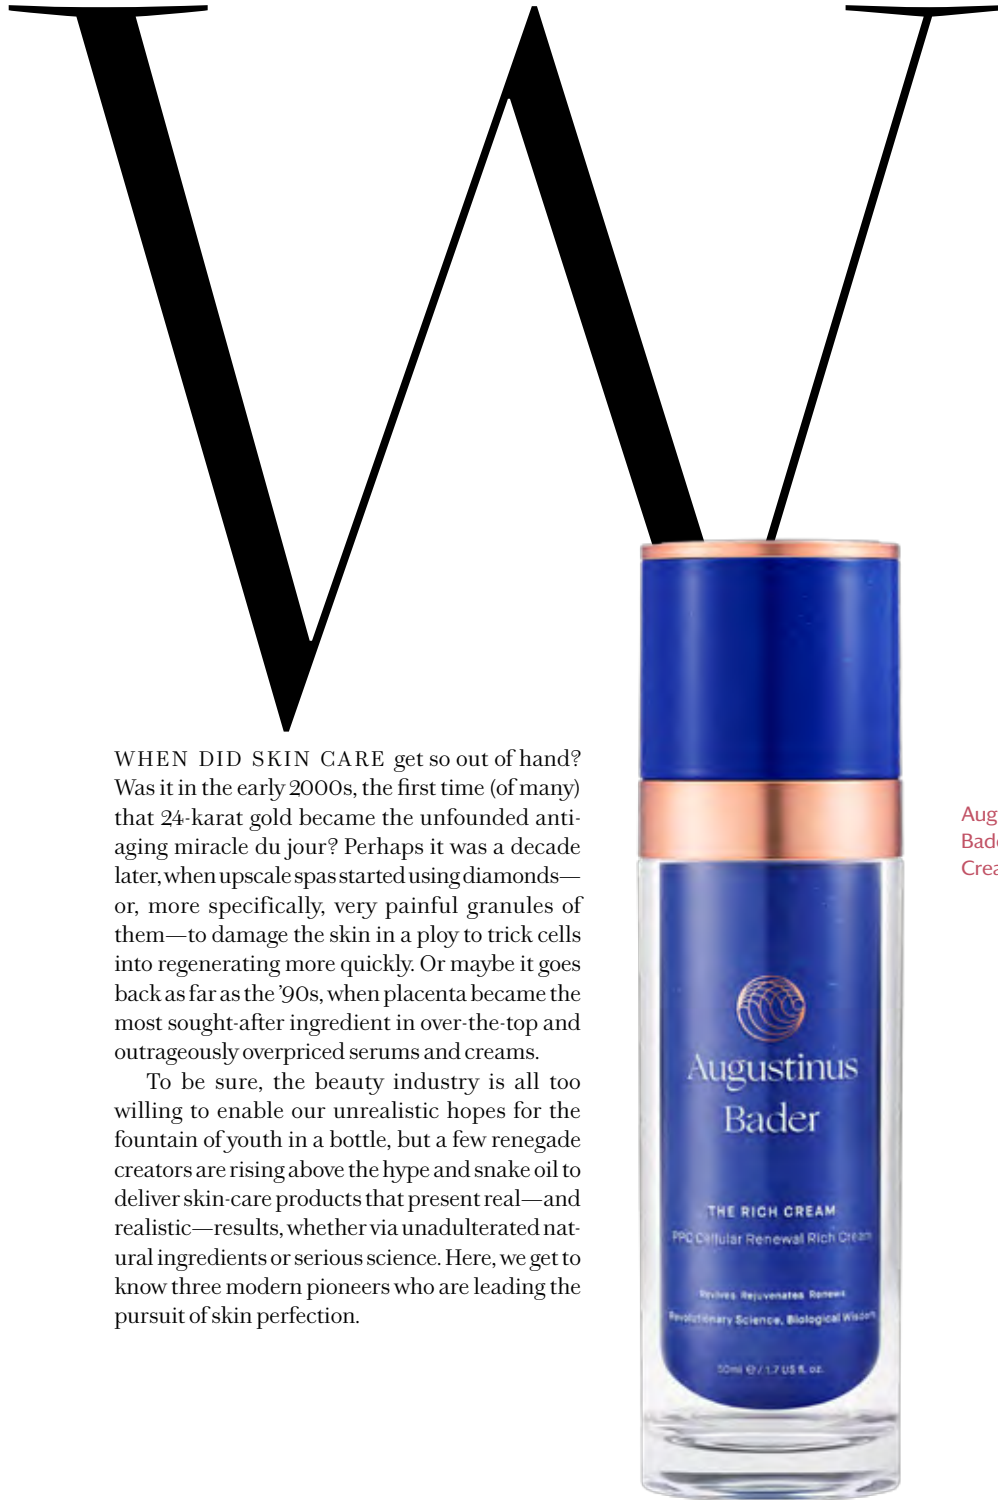 W
WHEN DID SKIN CARE get so out of hand?
Was it in the early 2000s, the first time (of many)
that 24-karat gold became the unfounded anti-
aging miracle du jour? Perhaps it was a decade
later, when upscale spas started using diamonds—
or, more specifically, very painful granules of
them—to damage the skin in a ploy to trick cells
into regenerating more quickly. Or maybe it goes
back as far as the ’90s, when placenta became the
most sought-after ingredient in over-the-top and
outrageously overpriced serums and creams.
To be sure, the beauty industry is all too
willing to enable our unrealistic hopes for the
fountain of youth in a bottle, but a few renegade
creators are rising above the hype and snake oil to
deliver skin-care products that present real—and
realistic—results, whether via unadulterated nat-
ural ingredients or serious science. Here, we get to
know three modern pioneers who are leading the
pursuit of skin perfection.
Augustinus
Bader
THE RICH CREAM
PPC Cellular Renewal Rich Cream
Revives Rejuvenates Renews
Revolutionary Science, Biological Wisdom
50ml ℮ / 1.7 US fl. oz.
Aug
Bad
Crea